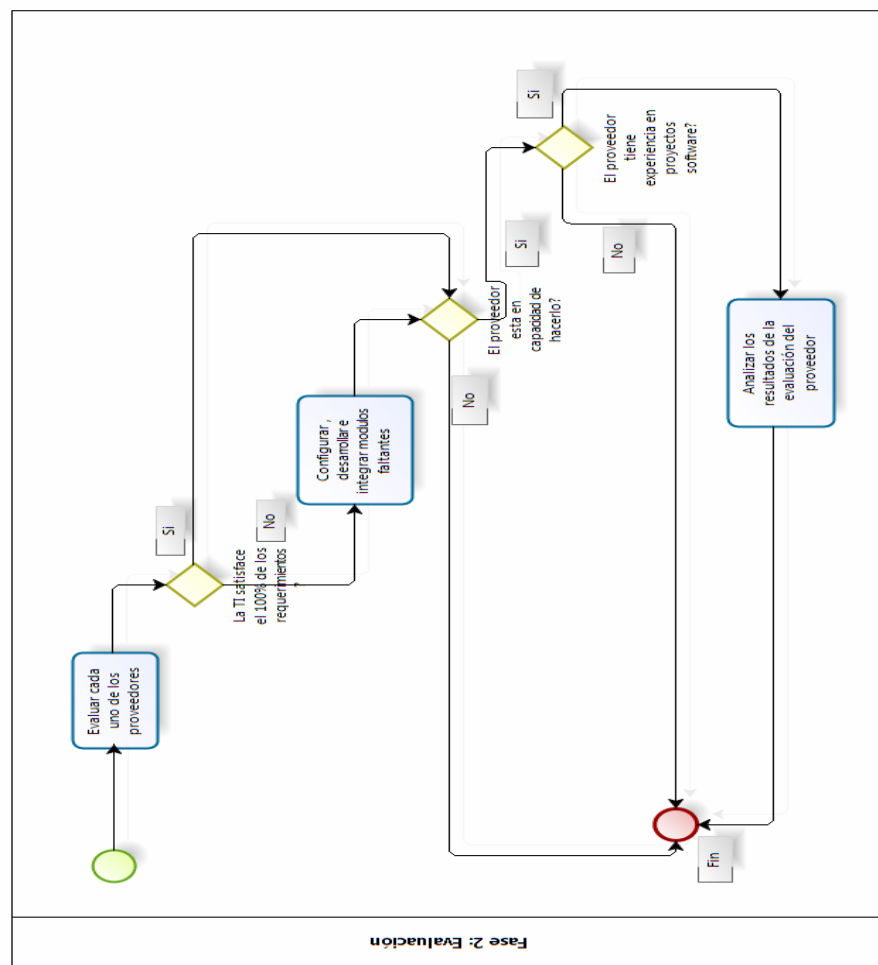 Fase 2: Evaluación
Evaluar cada
uno de los
proveedores
Si
La TI satisface
el 100% de los
requerimientos
?
No
Configurar ,
desarrollar e
integrar modulos
faltantes
El proveedor
esta en
capacidad de
hacerlo?
No
Si
El proveedor
tiene
experiencia en
proyectos
software?
Si
No
Analizar los
resultados de la
evaluación del
proveedor
Fin